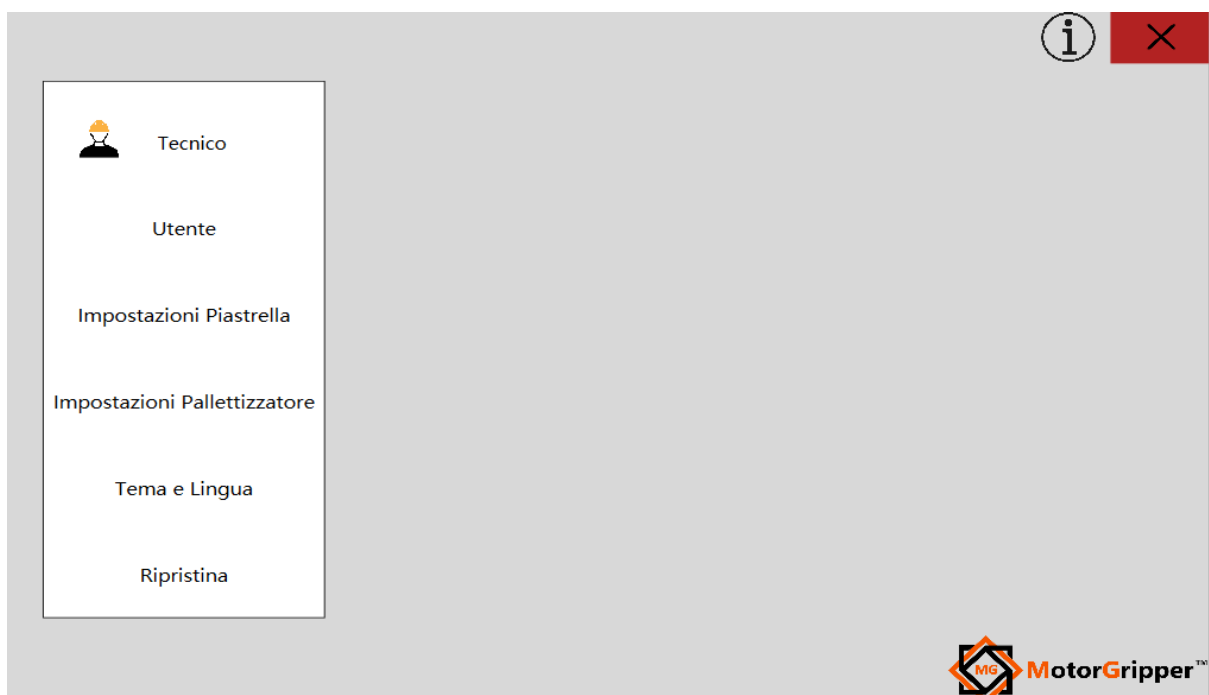 i
Tecnico
Utente
Impostazioni Piastrella
Impostazioni Pallettizzatore
Tema e Lingua
Ripristina
MG MotorGripper™